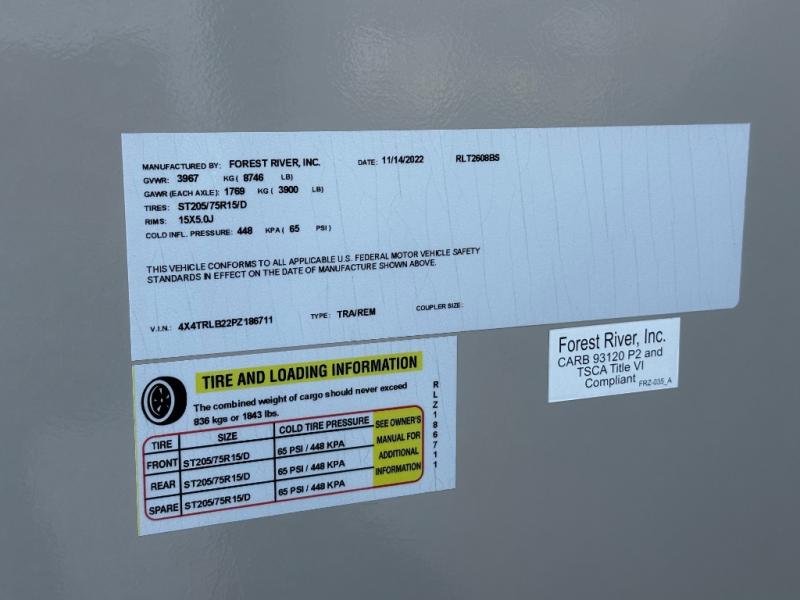 MANUFACTURED BY: FOREST RIVER, INC. DATE: 11/14/2022 RLT2608BS
GVWR: 3967 KG ( 8746 LB)
GAWR (EACH AXLE): 1769 KG ( 3900 LB)
TIRES: ST205/75R15/D
RIMS: 15X5.0J
COLD INFL. PRESSURE: 448 KPA ( 65 PSI )
THIS VEHICLE CONFORMS TO ALL APPLICABLE U.S. FEDERAL MOTOR VEHICLE SAFETY
STANDARDS IN EFFECT ON THE DATE OF MANUFACTURE SHOWN ABOVE.
V.I.N.: 4X4TRLB22PZ186711 TYPE: TRA/REM COUPLER SIZE:
Forest River, Inc.
CARB 93120 P2 and
TSCA Title VI
Compliant FRZ-035_A
TIRE AND LOADING INFORMATION
The combined weight of cargo should never exceed
836 kgs or 1843 lbs.
TIRE SIZE COLD TIRE PRESSURE
FRONT ST205/75R15/D 65 PSI / 448 KPA
REAR ST205/75R15/D 65 PSI / 448 KPA
SPARE ST205/75R15/D 65 PSI / 448 KPA
SEE OWNER'S
MANUAL FOR
ADDITIONAL
INFORMATION
RLZ186711